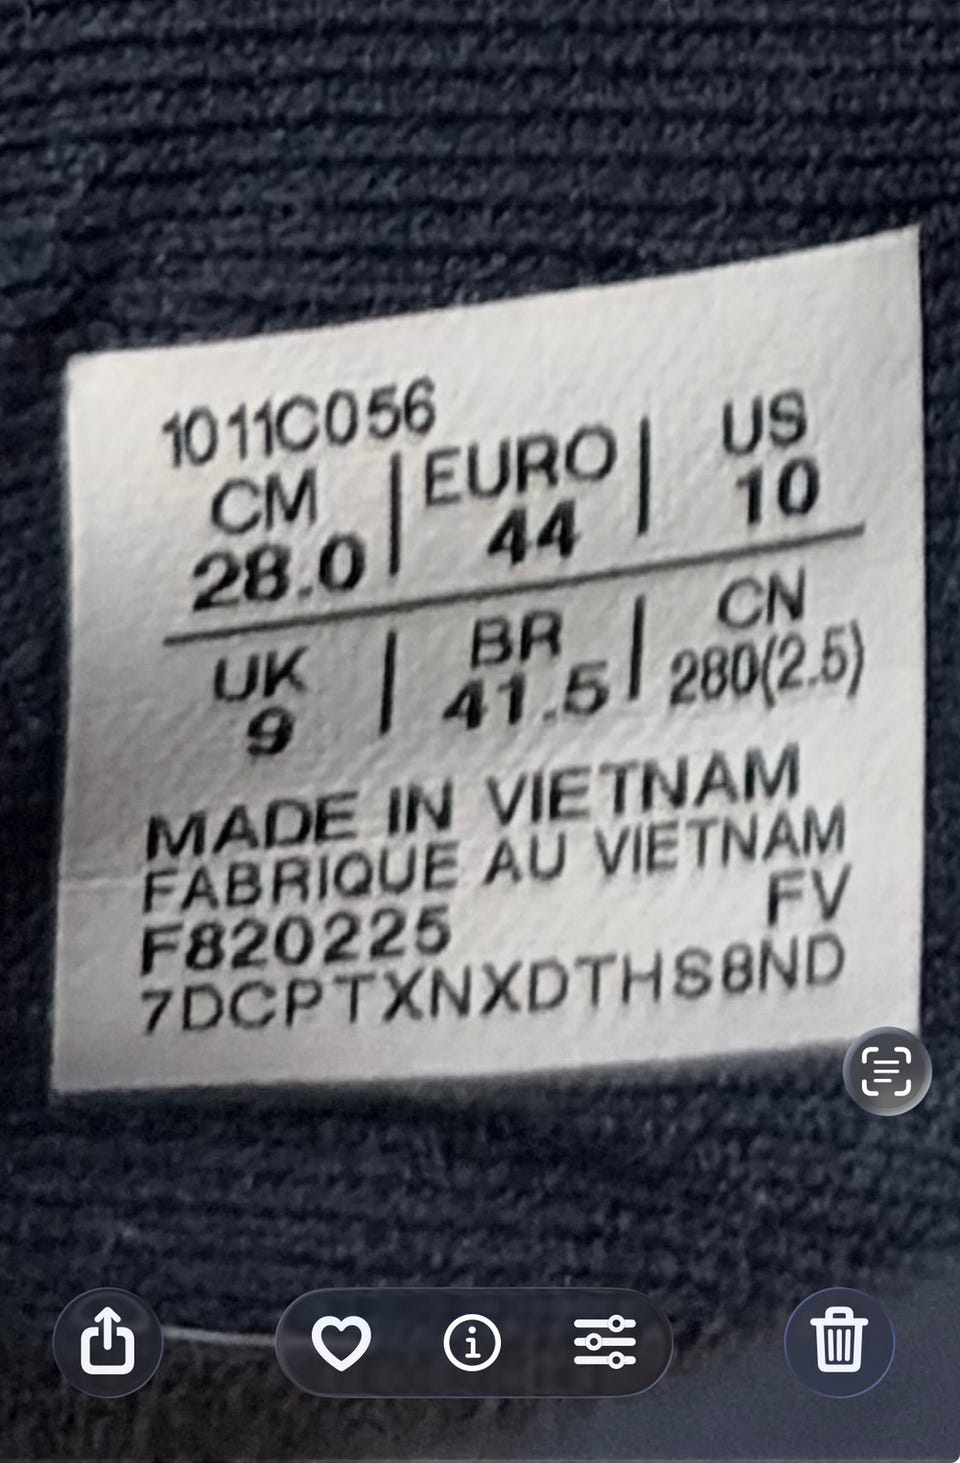 1011C056
CM | EURO | US
28.0 44 10
UK | BR | CN
9 41.5 280(2.5)
MADE IN VIETNAM
FABRIQUE AU VIETNAM
F820225 FV
7DCPTXNXDTHS8ND